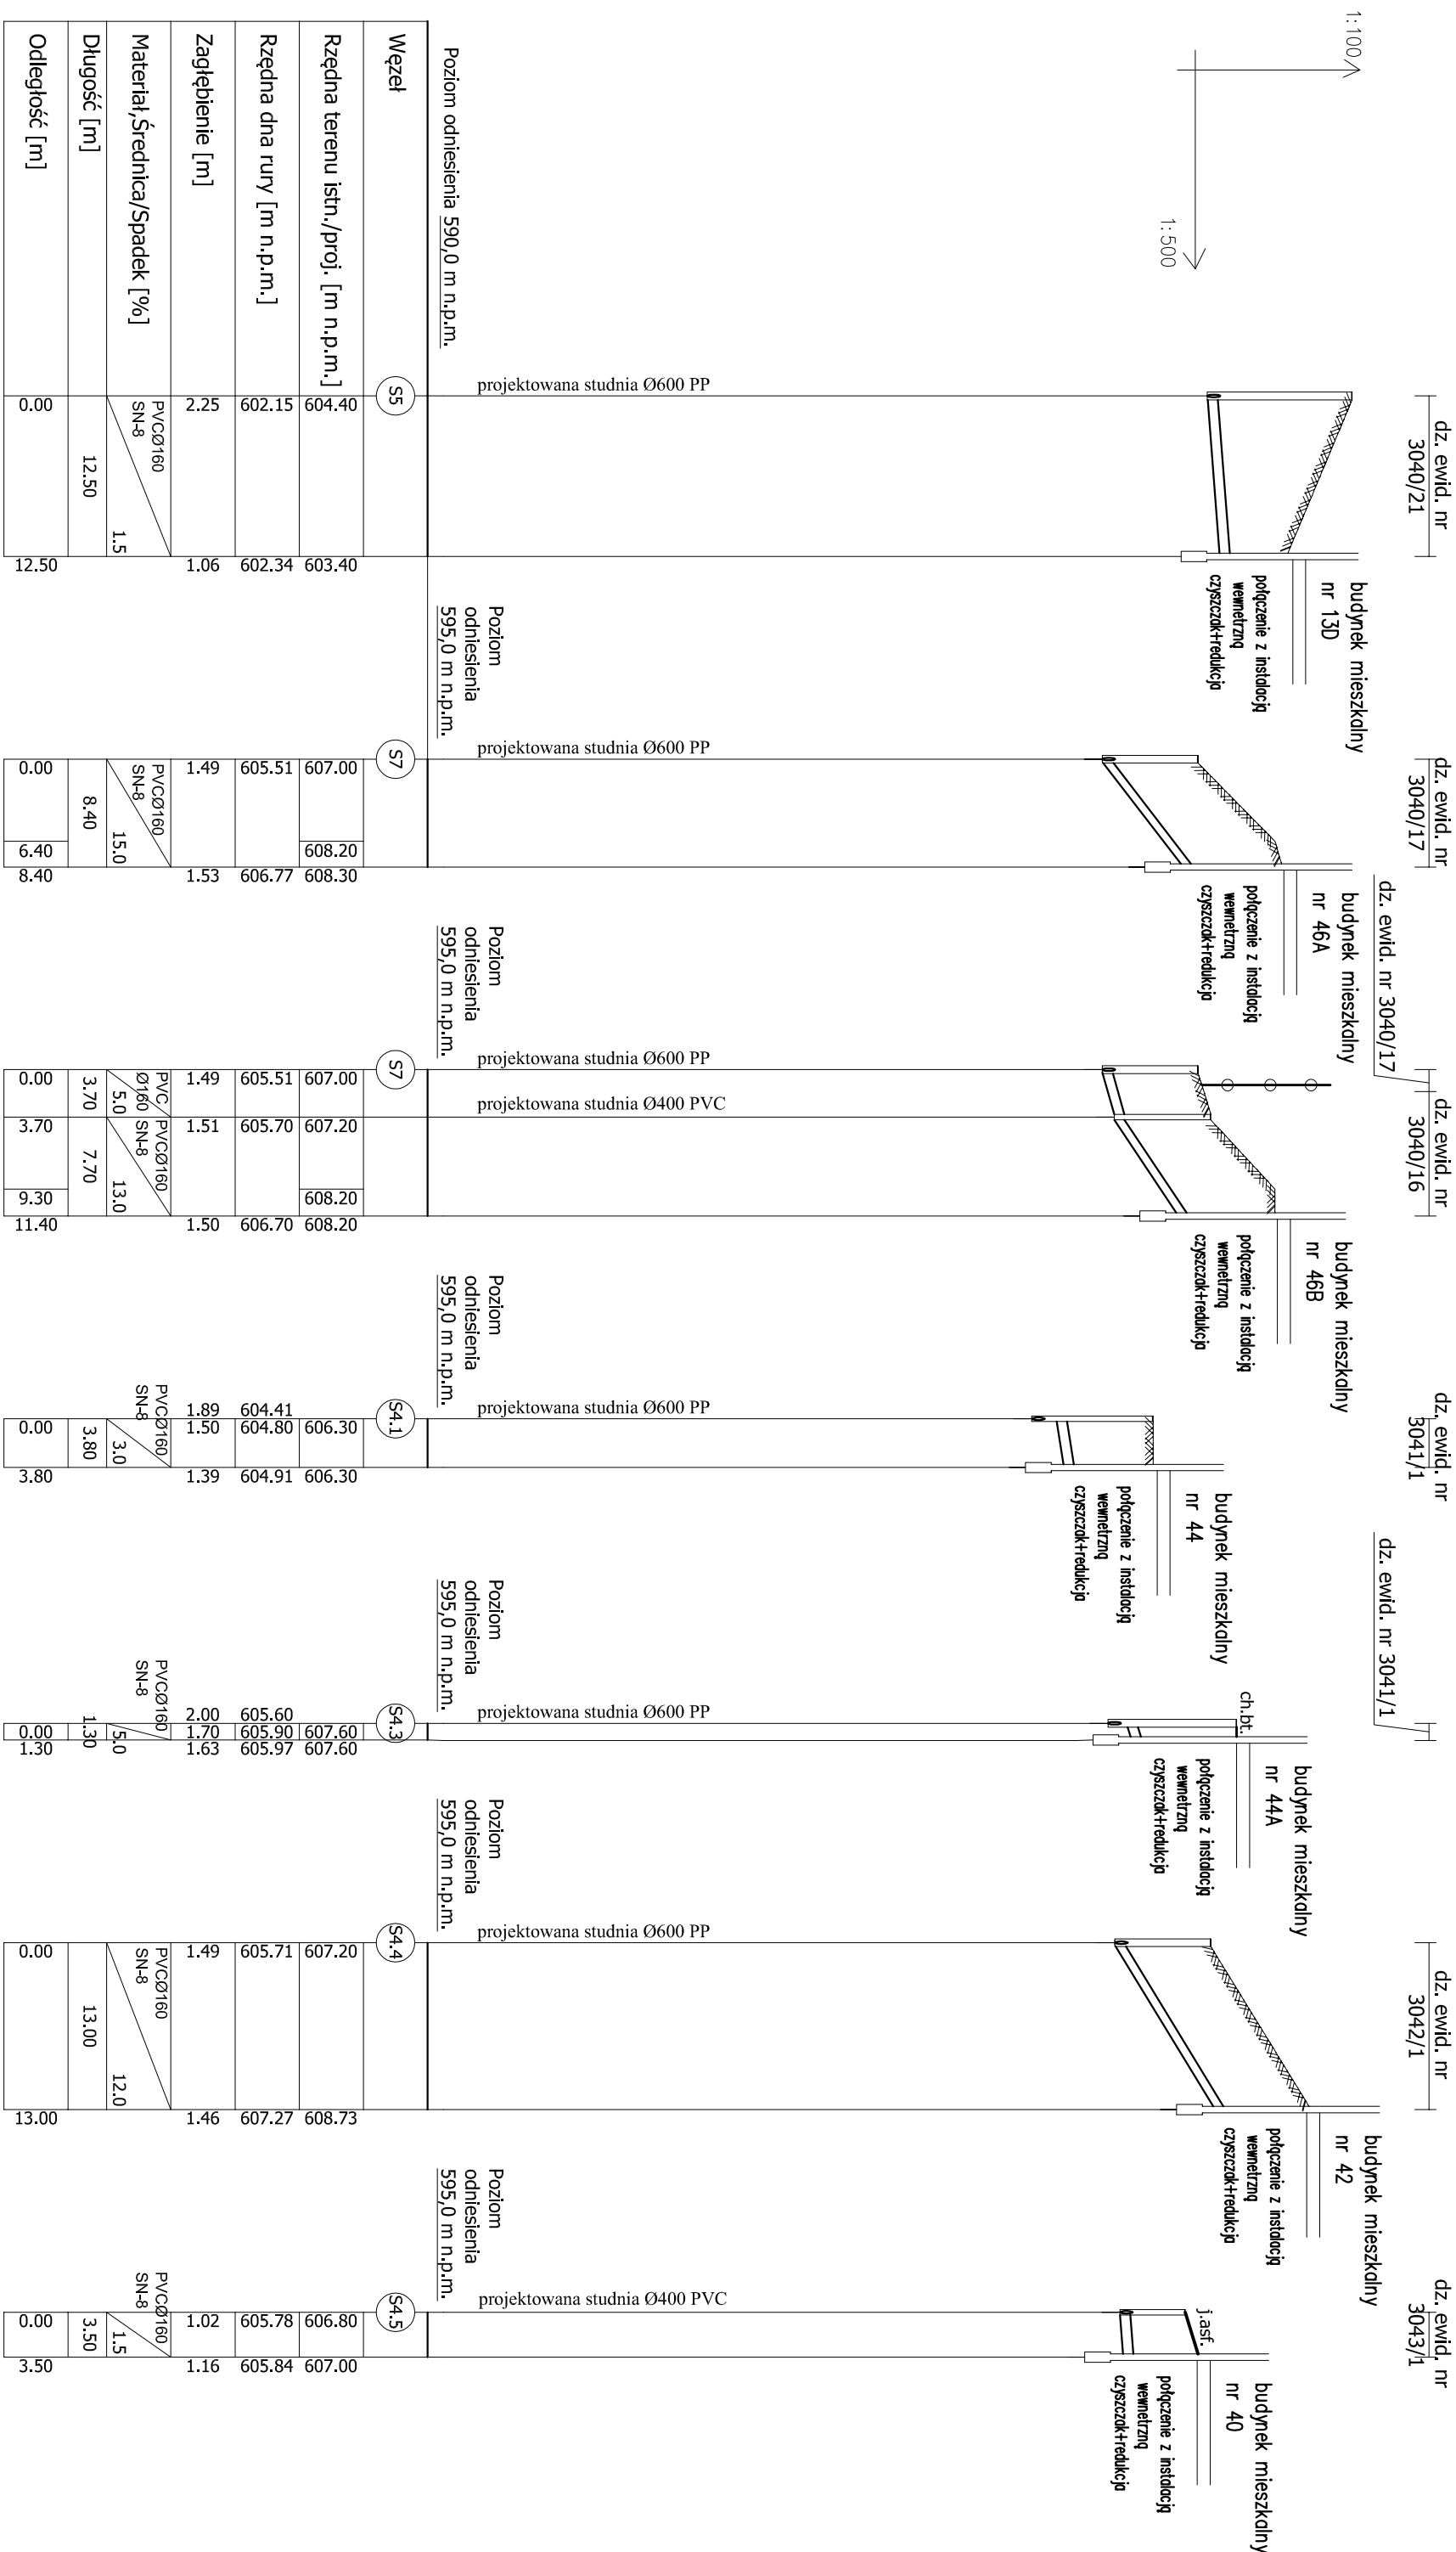 1:100
1:500
Poziom odniesienia 590,0 m n.p.m.
Węzeł
Rzędna terenu istn./proj. [m n.p.m.]
Rzędna dna rury [m n.p.m.]
Zagłębienie [m]
Materiał,Średnica/Spadek [%]
Długość [m]
Odległość [m]
dz. ewid. nr
3040/21
budynek mieszkalny
nr 13D
połączenie z instalacją
wewnetrzną
czyszczak+redukcja
projektowana studnia Ø600 PP
S5
604.40
603.40
602.15
602.34
2.25
1.06
PVCØ160
SN-8
1.5
12.50
0.00
12.50
dz. ewid. nr
3040/17
budynek mieszkalny
nr 46A
połączenie z instalacją
wewnetrzną
czyszczak+redukcja
Poziom
odniesienia
595,0 m n.p.m.
projektowana studnia Ø600 PP
S7
607.00
608.20
608.30
605.51
606.77
1.49
1.53
PVCØ160
SN-8
15.0
8.40
0.00
6.40
8.40
dz. ewid. nr 3040/17
dz. ewid. nr
3040/16
budynek mieszkalny
nr 46B
połączenie z instalacją
wewnetrzną
czyszczak+redukcja
Poziom
odniesienia
595,0 m n.p.m.
projektowana studnia Ø600 PP
projektowana studnia Ø400 PVC
S7
607.00
607.20
608.20
608.20
605.51
605.70
606.70
1.49
1.51
1.50
PVC
Ø160
5.0
PVCØ160
SN-8
13.0
3.70
7.70
0.00
3.70
9.30
11.40
dz. ewid. nr
3041/1
budynek mieszkalny
nr 44
połączenie z instalacją
wewnetrzną
czyszczak+redukcja
Poziom
odniesienia
595,0 m n.p.m.
projektowana studnia Ø600 PP
S4.1
606.30
606.30
604.41
604.80
604.91
1.89
1.50
1.39
PVCØ160
SN-8
3.0
3.80
0.00
3.80
dz. ewid. nr 3041/1
ch.bt.
budynek mieszkalny
nr 44A
połączenie z instalacją
wewnetrzną
czyszczak+redukcja
Poziom
odniesienia
595,0 m n.p.m.
projektowana studnia Ø600 PP
S4.3
607.60
607.60
605.60
605.90
605.97
2.00
1.70
1.63
PVCØ160
SN-8
5.0
1.30
0.00
1.30
dz. ewid. nr
3042/1
budynek mieszkalny
nr 42
połączenie z instalacją
wewnetrzną
czyszczak+redukcja
Poziom
odniesienia
595,0 m n.p.m.
projektowana studnia Ø600 PP
S4.4
607.20
608.73
605.71
607.27
1.49
1.46
PVCØ160
SN-8
12.0
13.00
0.00
13.00
dz. ewid. nr
3043/1
j.asf.
budynek mieszkalny
nr 40
połączenie z instalacją
wewnetrzną
czyszczak+redukcja
Poziom
odniesienia
595,0 m n.p.m.
projektowana studnia Ø400 PVC
S4.5
606.80
607.00
605.78
605.84
1.02
1.16
PVCØ160
SN-8
1.5
3.50
0.00
3.50